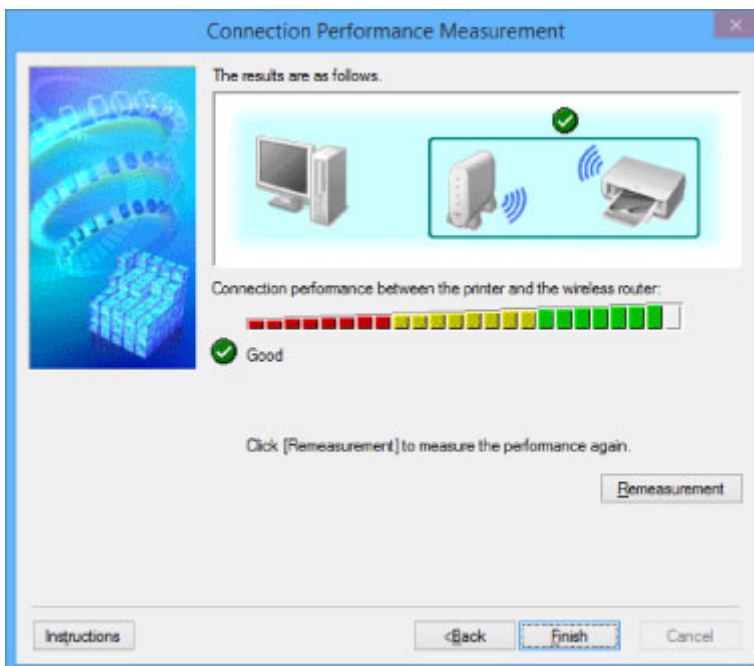 Connection Performance Measurement
The results are as follows.
Connection performance between the printer and the wireless router:
Good
Click [Remeasurement] to measure the performance again.
Remeasurement
Instructions
<Back
Finish
Cancel